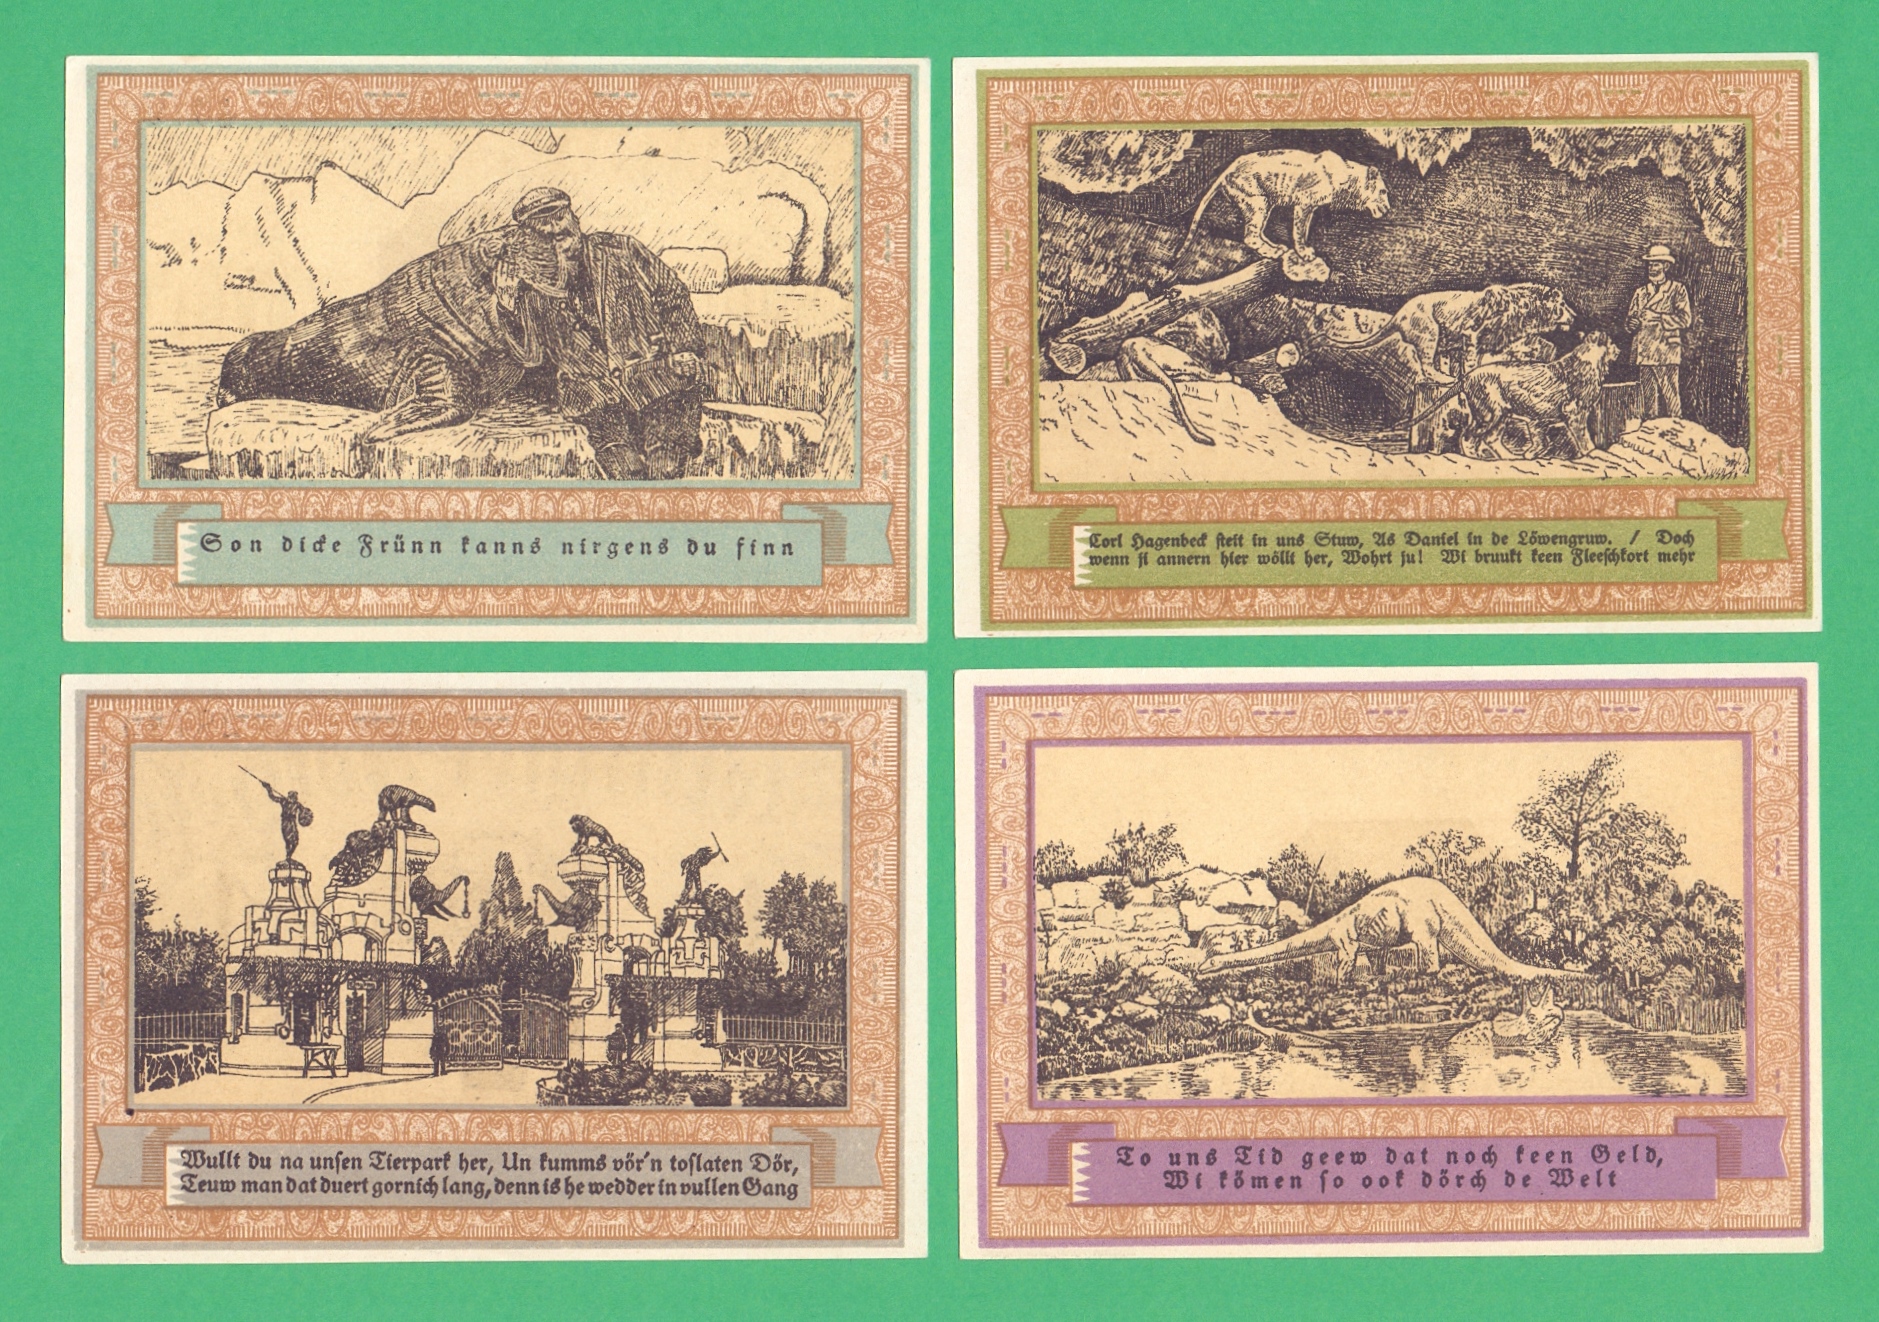 Son dicke Frünn kanns nirgens du finn
Corl Hagenbeck steit in uns Stuw, As Daniel in de Löwengruw. / Doch
wenn si annern hier wöllt her, Wohrt ju! Wi bruukt keen Fleeschkort mehr
Wullt du na unsen Tierpark her, Un kumms vör'n toslaten Dör,
Teuw man dat duert gornich lang, denn is he wedder in vullen Gang
To uns Tid geew dat noch keen Geld,
Wi kömen so ook dörch de Welt